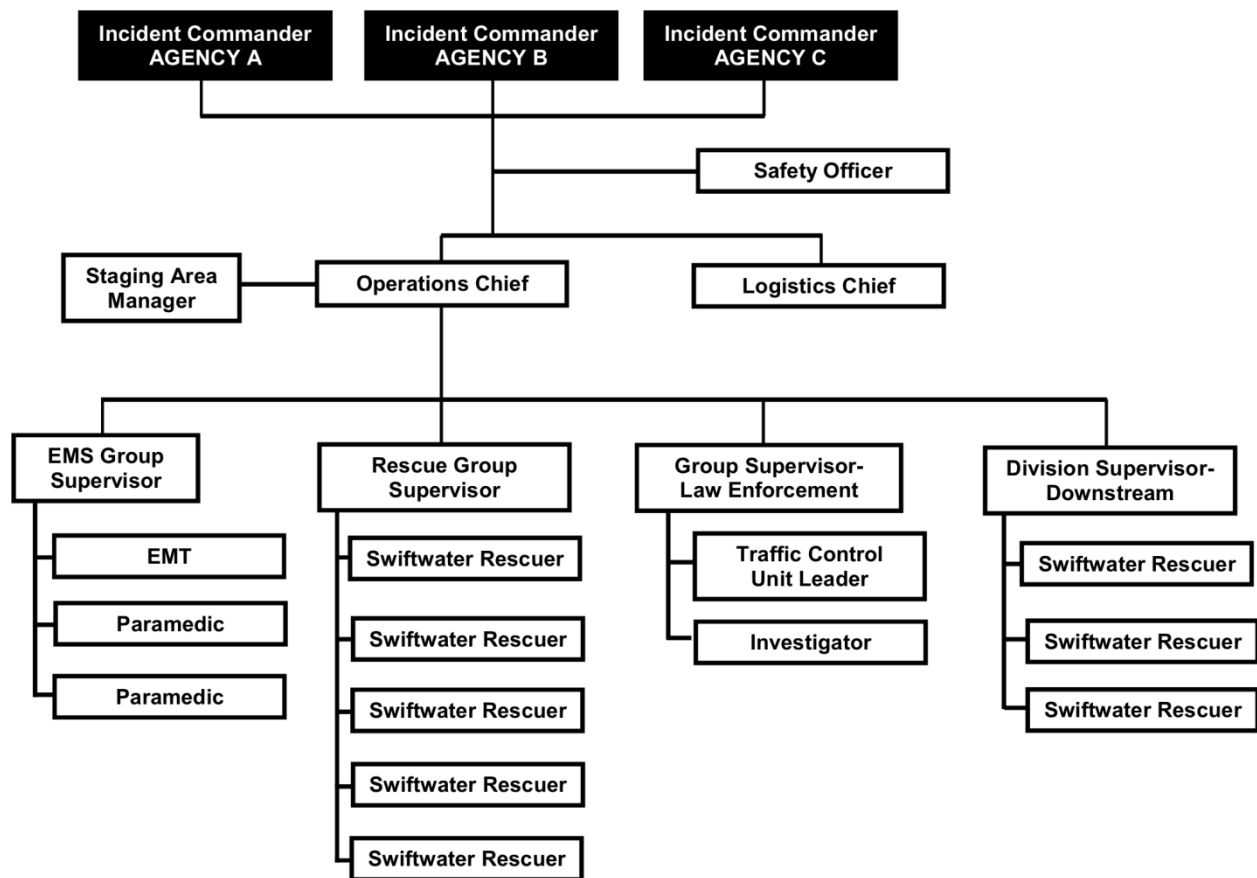 Incident Commander
AGENCY A
Incident Commander
AGENCY B
Incident Commander
AGENCY C
Safety Officer
Staging Area
Manager
Operations Chief
Logistics Chief
EMS Group
Supervisor
Rescue Group
Supervisor
Group Supervisor-
Law Enforcement
Division Supervisor-
Downstream
EMT
Paramedic
Paramedic
Swiftwater Rescuer
Swiftwater Rescuer
Swiftwater Rescuer
Swiftwater Rescuer
Swiftwater Rescuer
Traffic Control
Unit Leader
Investigator
Swiftwater Rescuer
Swiftwater Rescuer
Swiftwater Rescuer